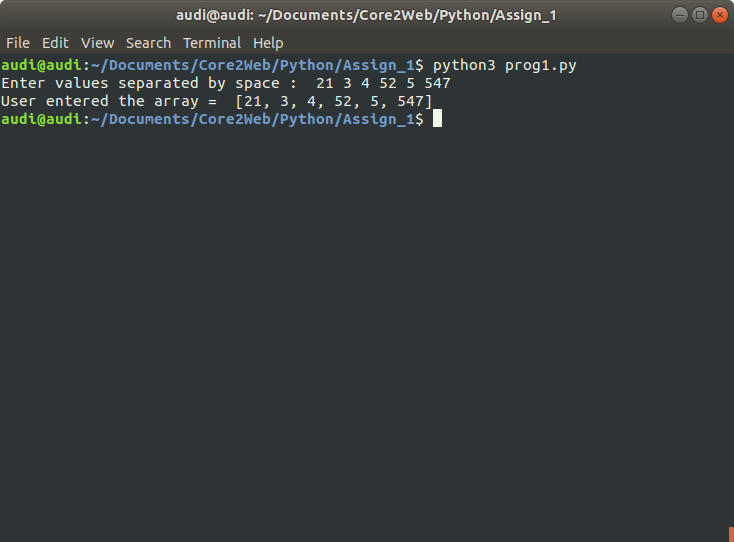 audi@audi: ~/Documents/Core2Web/Python/Assign_1
File Edit View Search Terminal Help
audi@audi:~/Documents/Core2Web/Python/Assign_1$ python3 prog1.py
Enter values separated by space :  21 3 4 52 5 547
User entered the array =  [21, 3, 4, 52, 5, 547]
audi@audi:~/Documents/Core2Web/Python/Assign_1$